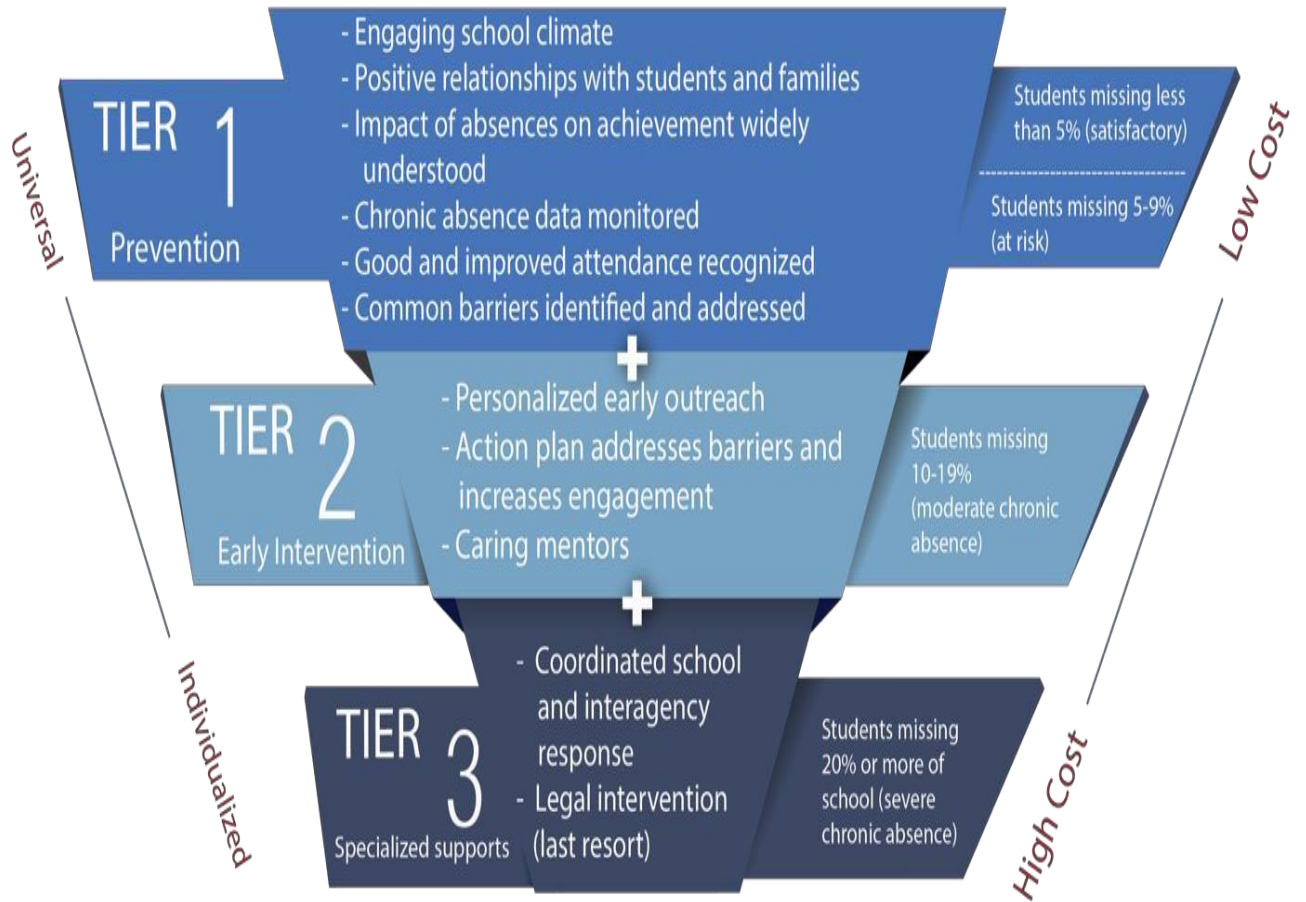 TIER 1
Prevention
- Engaging school climate
- Positive relationships with students and families
- Impact of absences on achievement widely
understood
- Chronic absence data monitored
- Good and improved attendance recognized
- Common barriers identified and addressed
Students missing less
than 5% (satisfactory)
Students missing 5-9%
(at risk)
Universal
Low Cost
+
TIER 2
Early Intervention
- Personalized early outreach
- Action plan addresses barriers and
increases engagement
- Caring mentors
Students missing
10-19%
(moderate chronic
absence)
+
TIER 3
Specialized supports
- Coordinated school
and interagency
response
- Legal intervention
(last resort)
Students missing
20% or more of
school (severe
chronic absence)
Individualized
High Cost